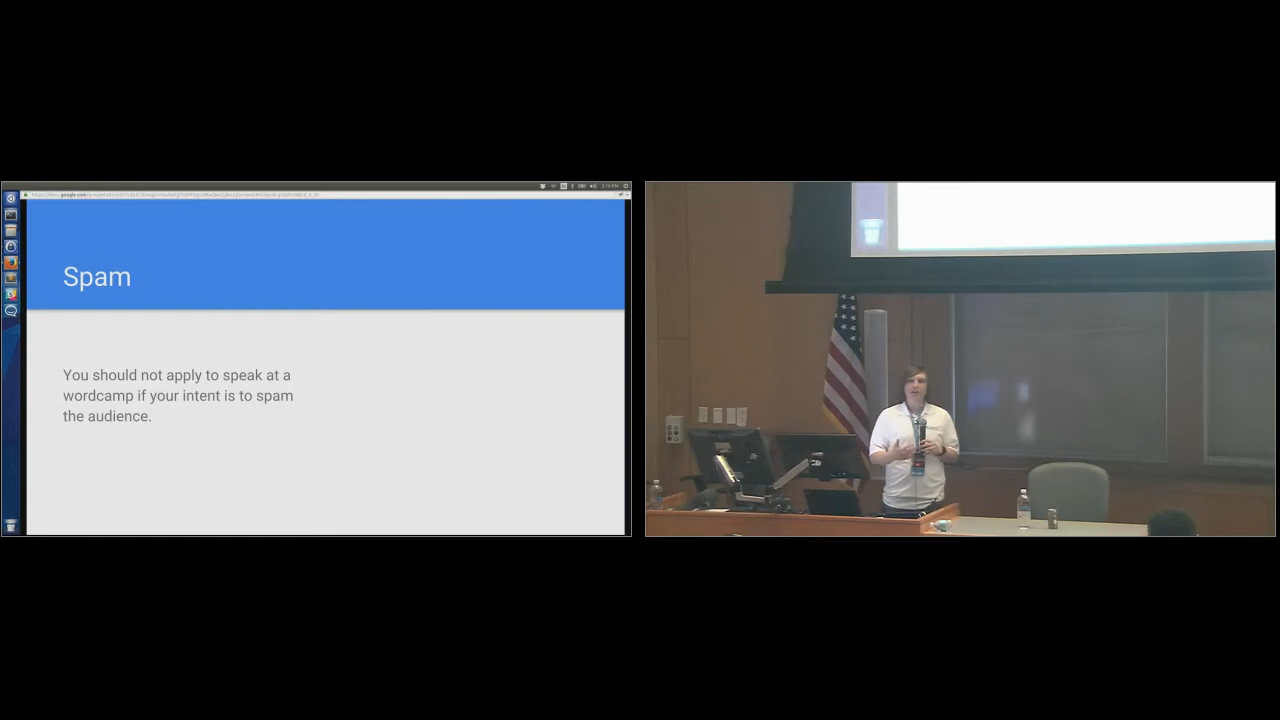 Spam
You should not apply to speak at a
wordcamp if your intent is to spam
the audience.